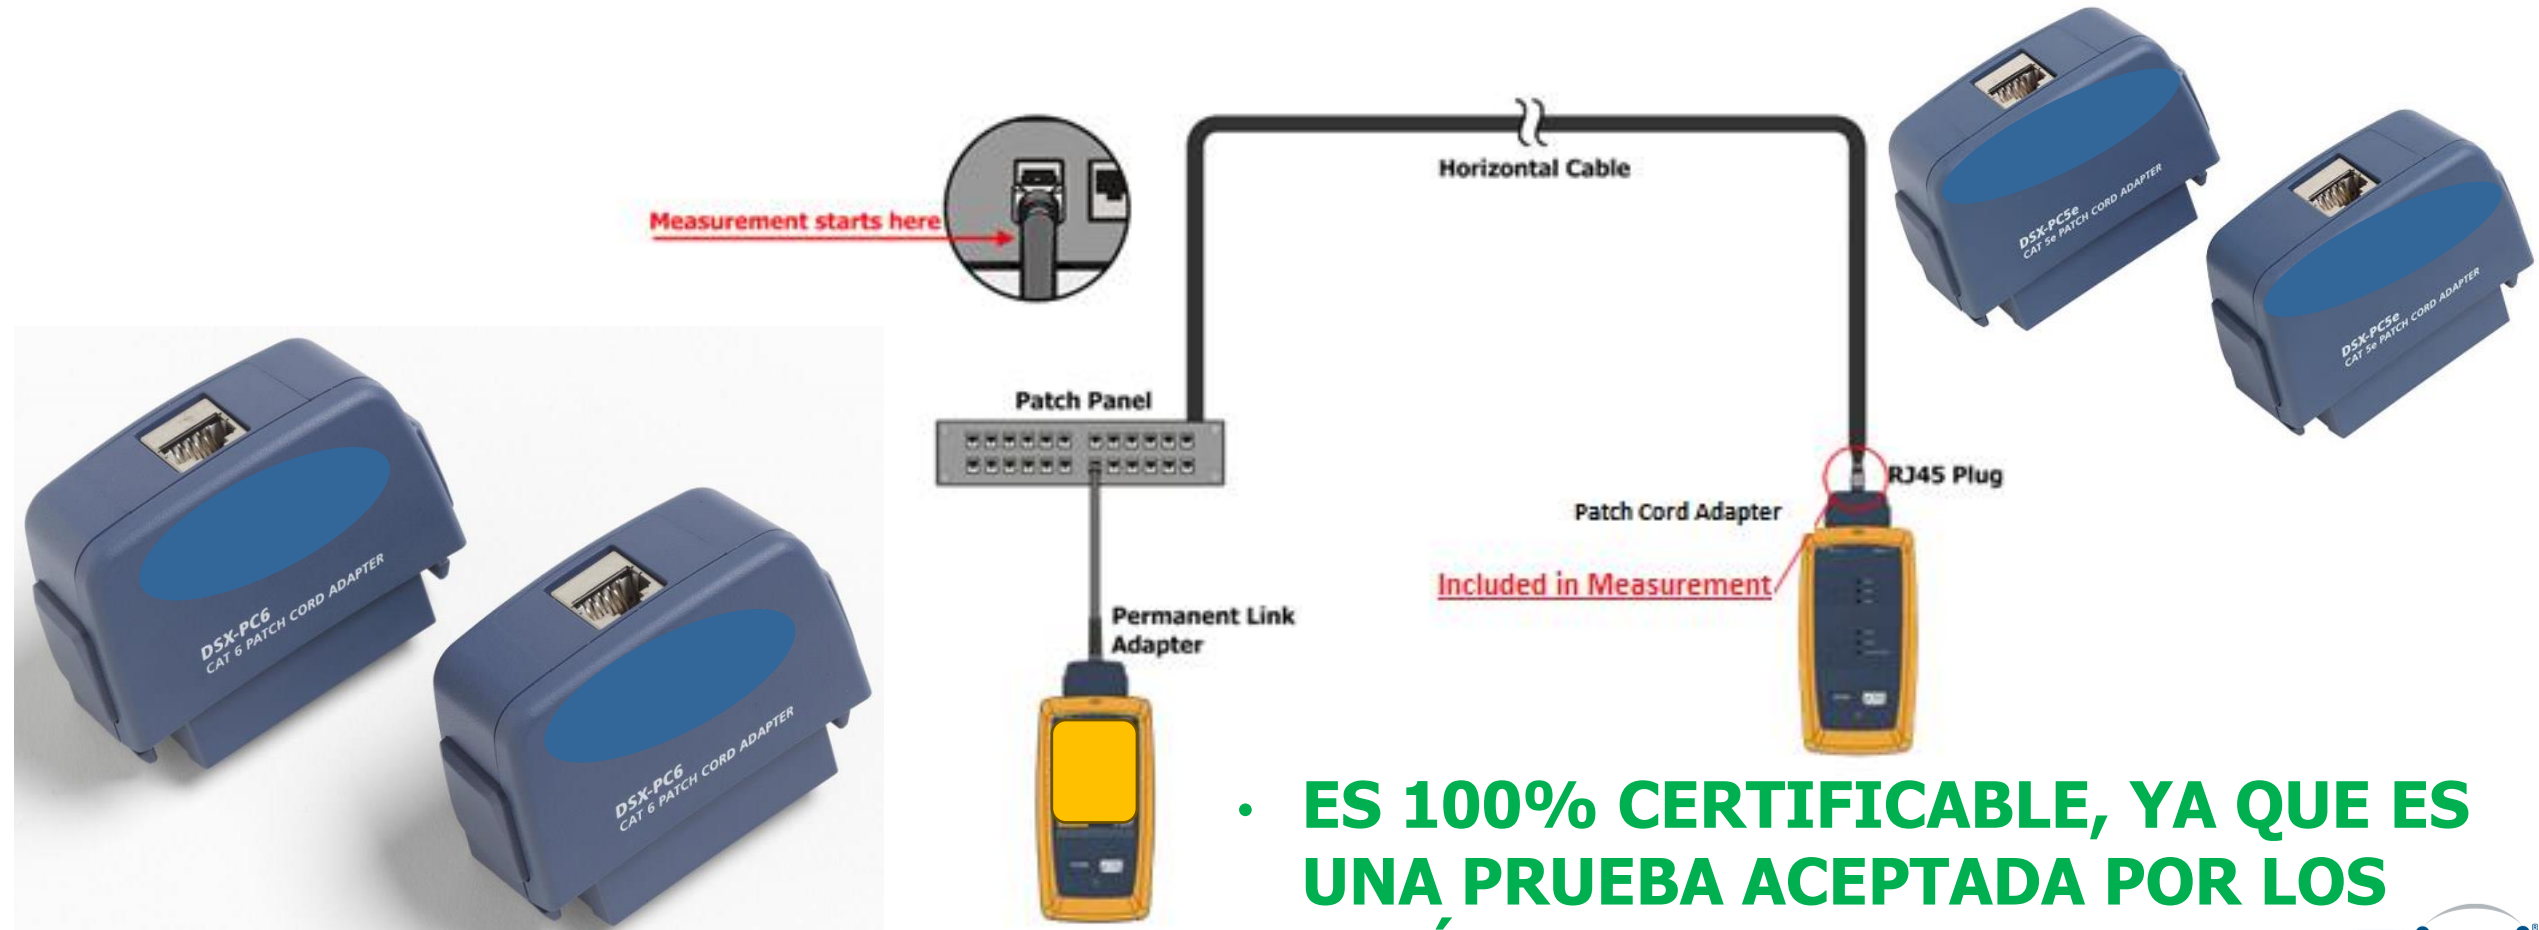 DSX-PC5e
CAT 5e PATCH CORD ADAPTER
DSX-PC5e
CAT 5e PATCH CORD ADAPTER
Horizontal Cable
Measurement starts here
Patch Panel
RJ45 Plug
Patch Cord Adapter
Included in Measurement
Permanent Link
Adapter
DSX-PC6
CAT 6 PATCH CORD ADAPTER
DSX-PC6
CAT 6 PATCH CORD ADAPTER
• ES 100% CERTIFICABLE, YA QUE ES
UNA PRUEBA ACEPTADA POR LOS